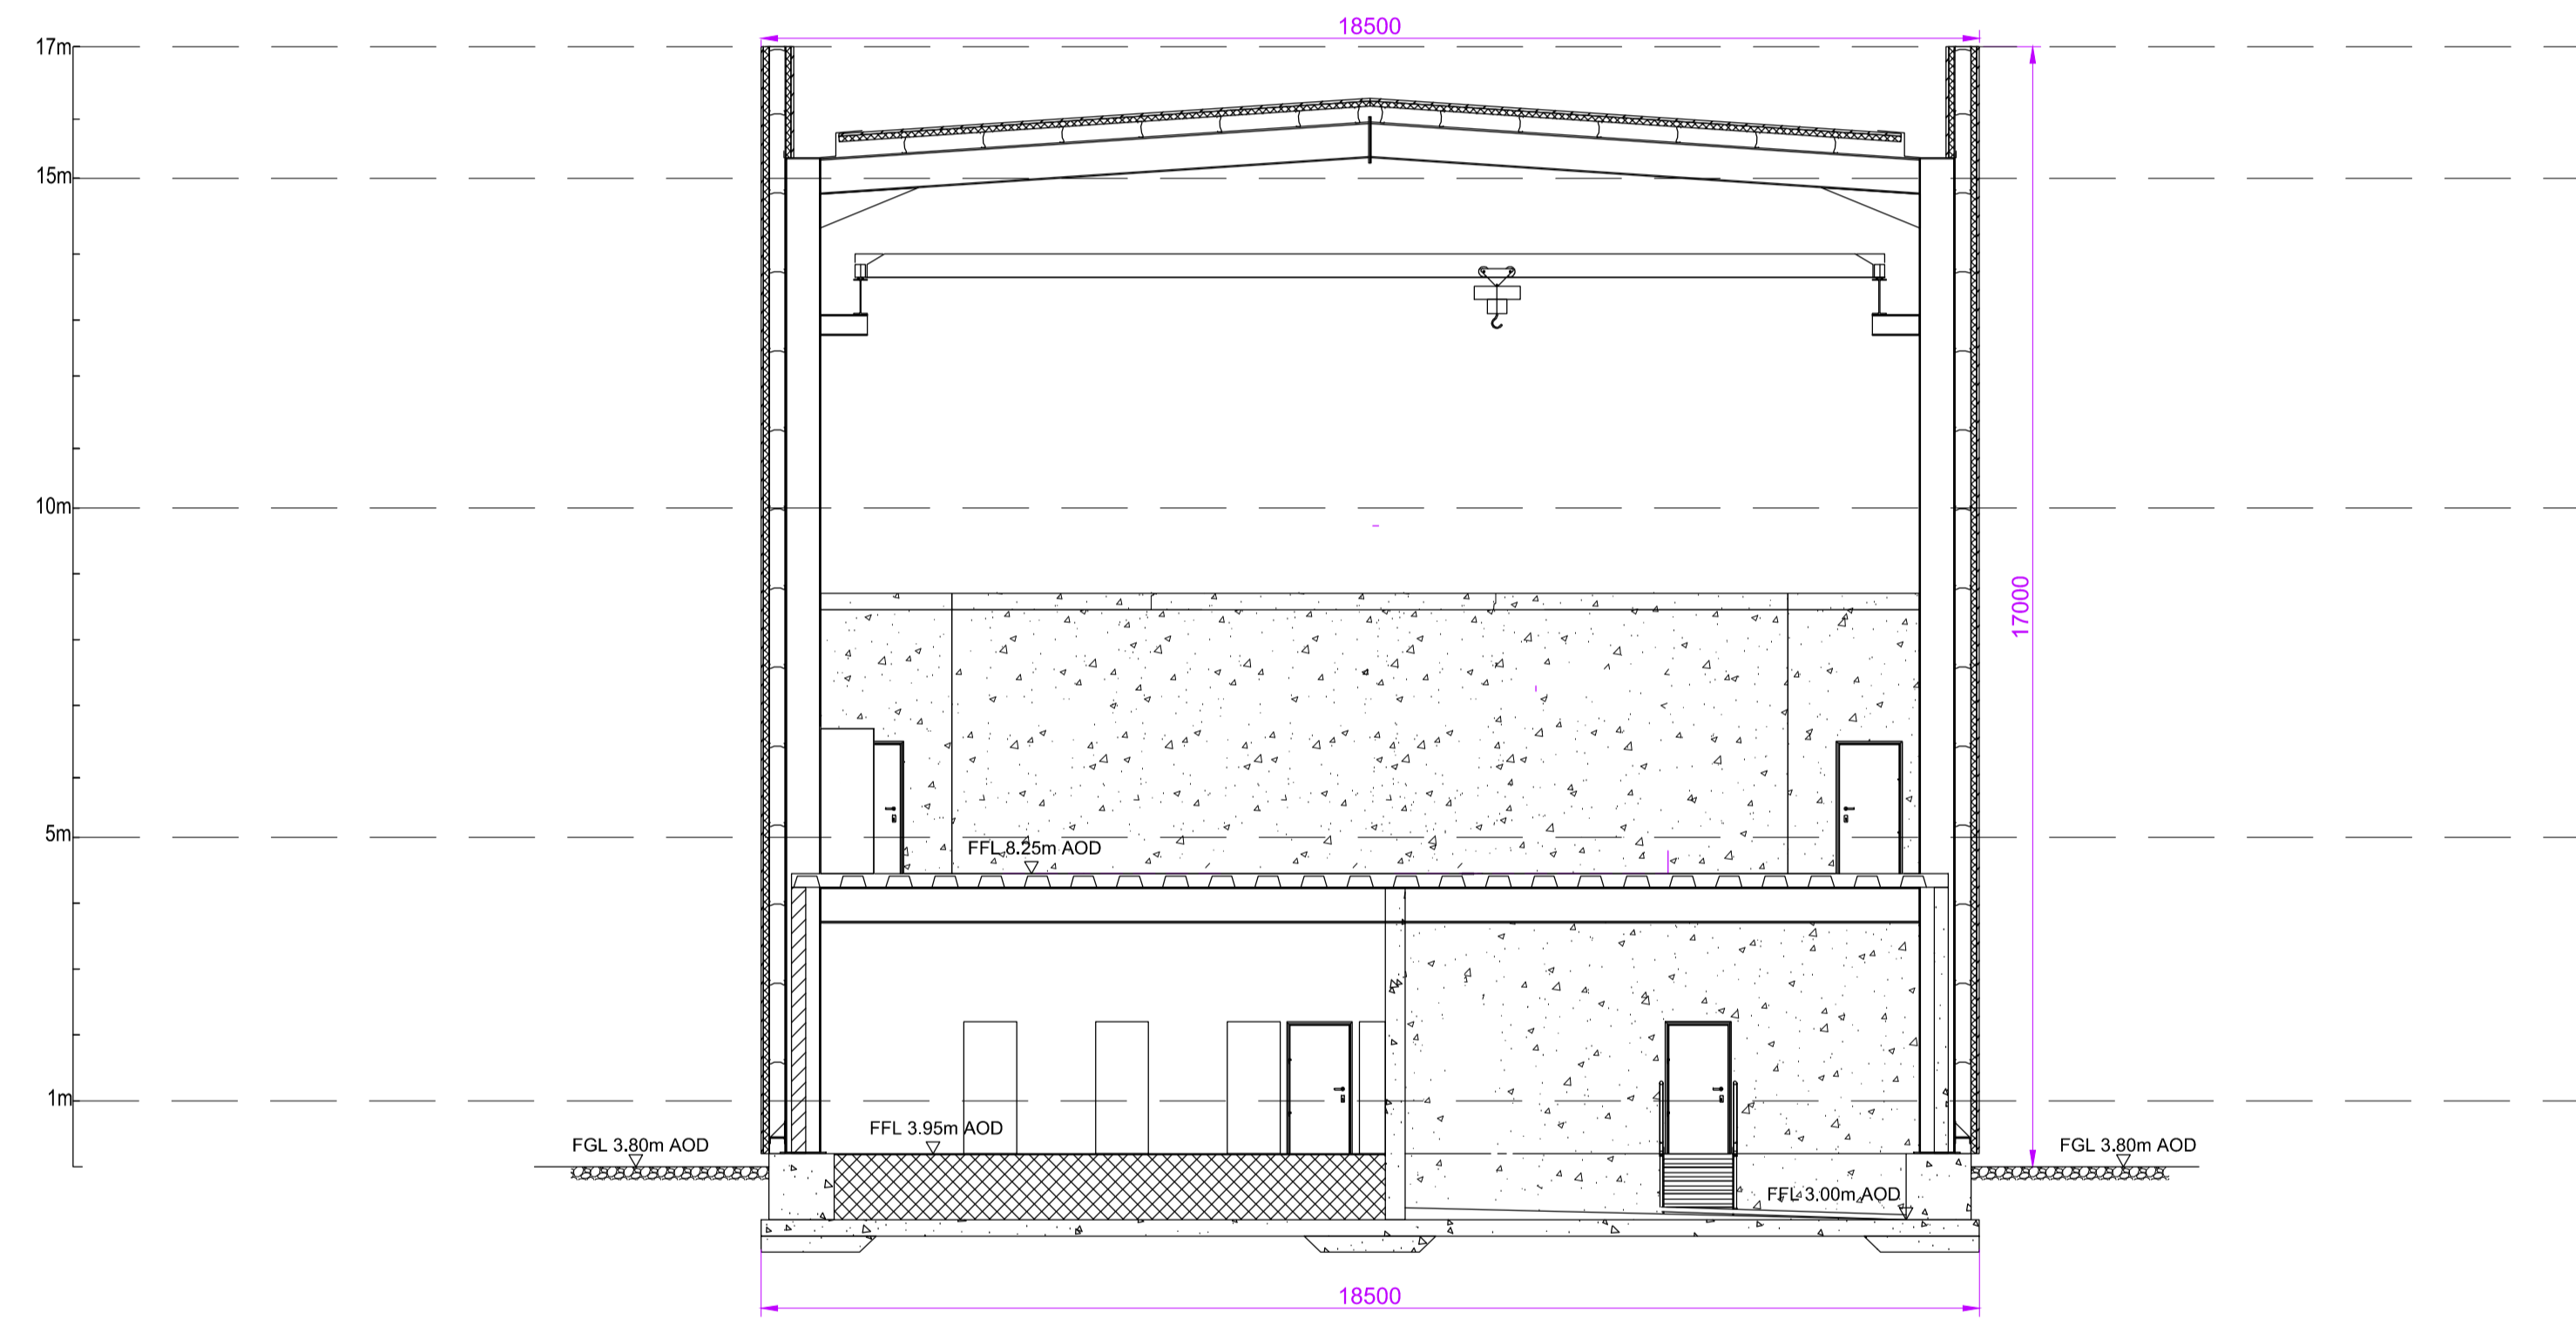 18500
17m
15m
10m
17000
5m
FFL 8.25m AOD
1m
FFL 3.95m AOD
FGL 3.80m AOD
FGL 3.80m AOD
FFL 3.00m AOD
18500